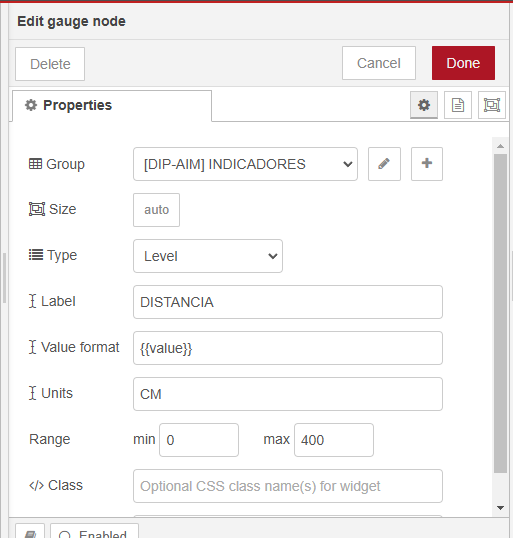 Edit gauge node
Delete Cancel Done
Properties
Group [DIP-AIM] INDICADORES
Size auto
Type Level
Label DISTANCIA
Value format {{value}}
Units CM
Range min 0 max 400
</> Class Optional CSS class name(s) for widget
Enabled